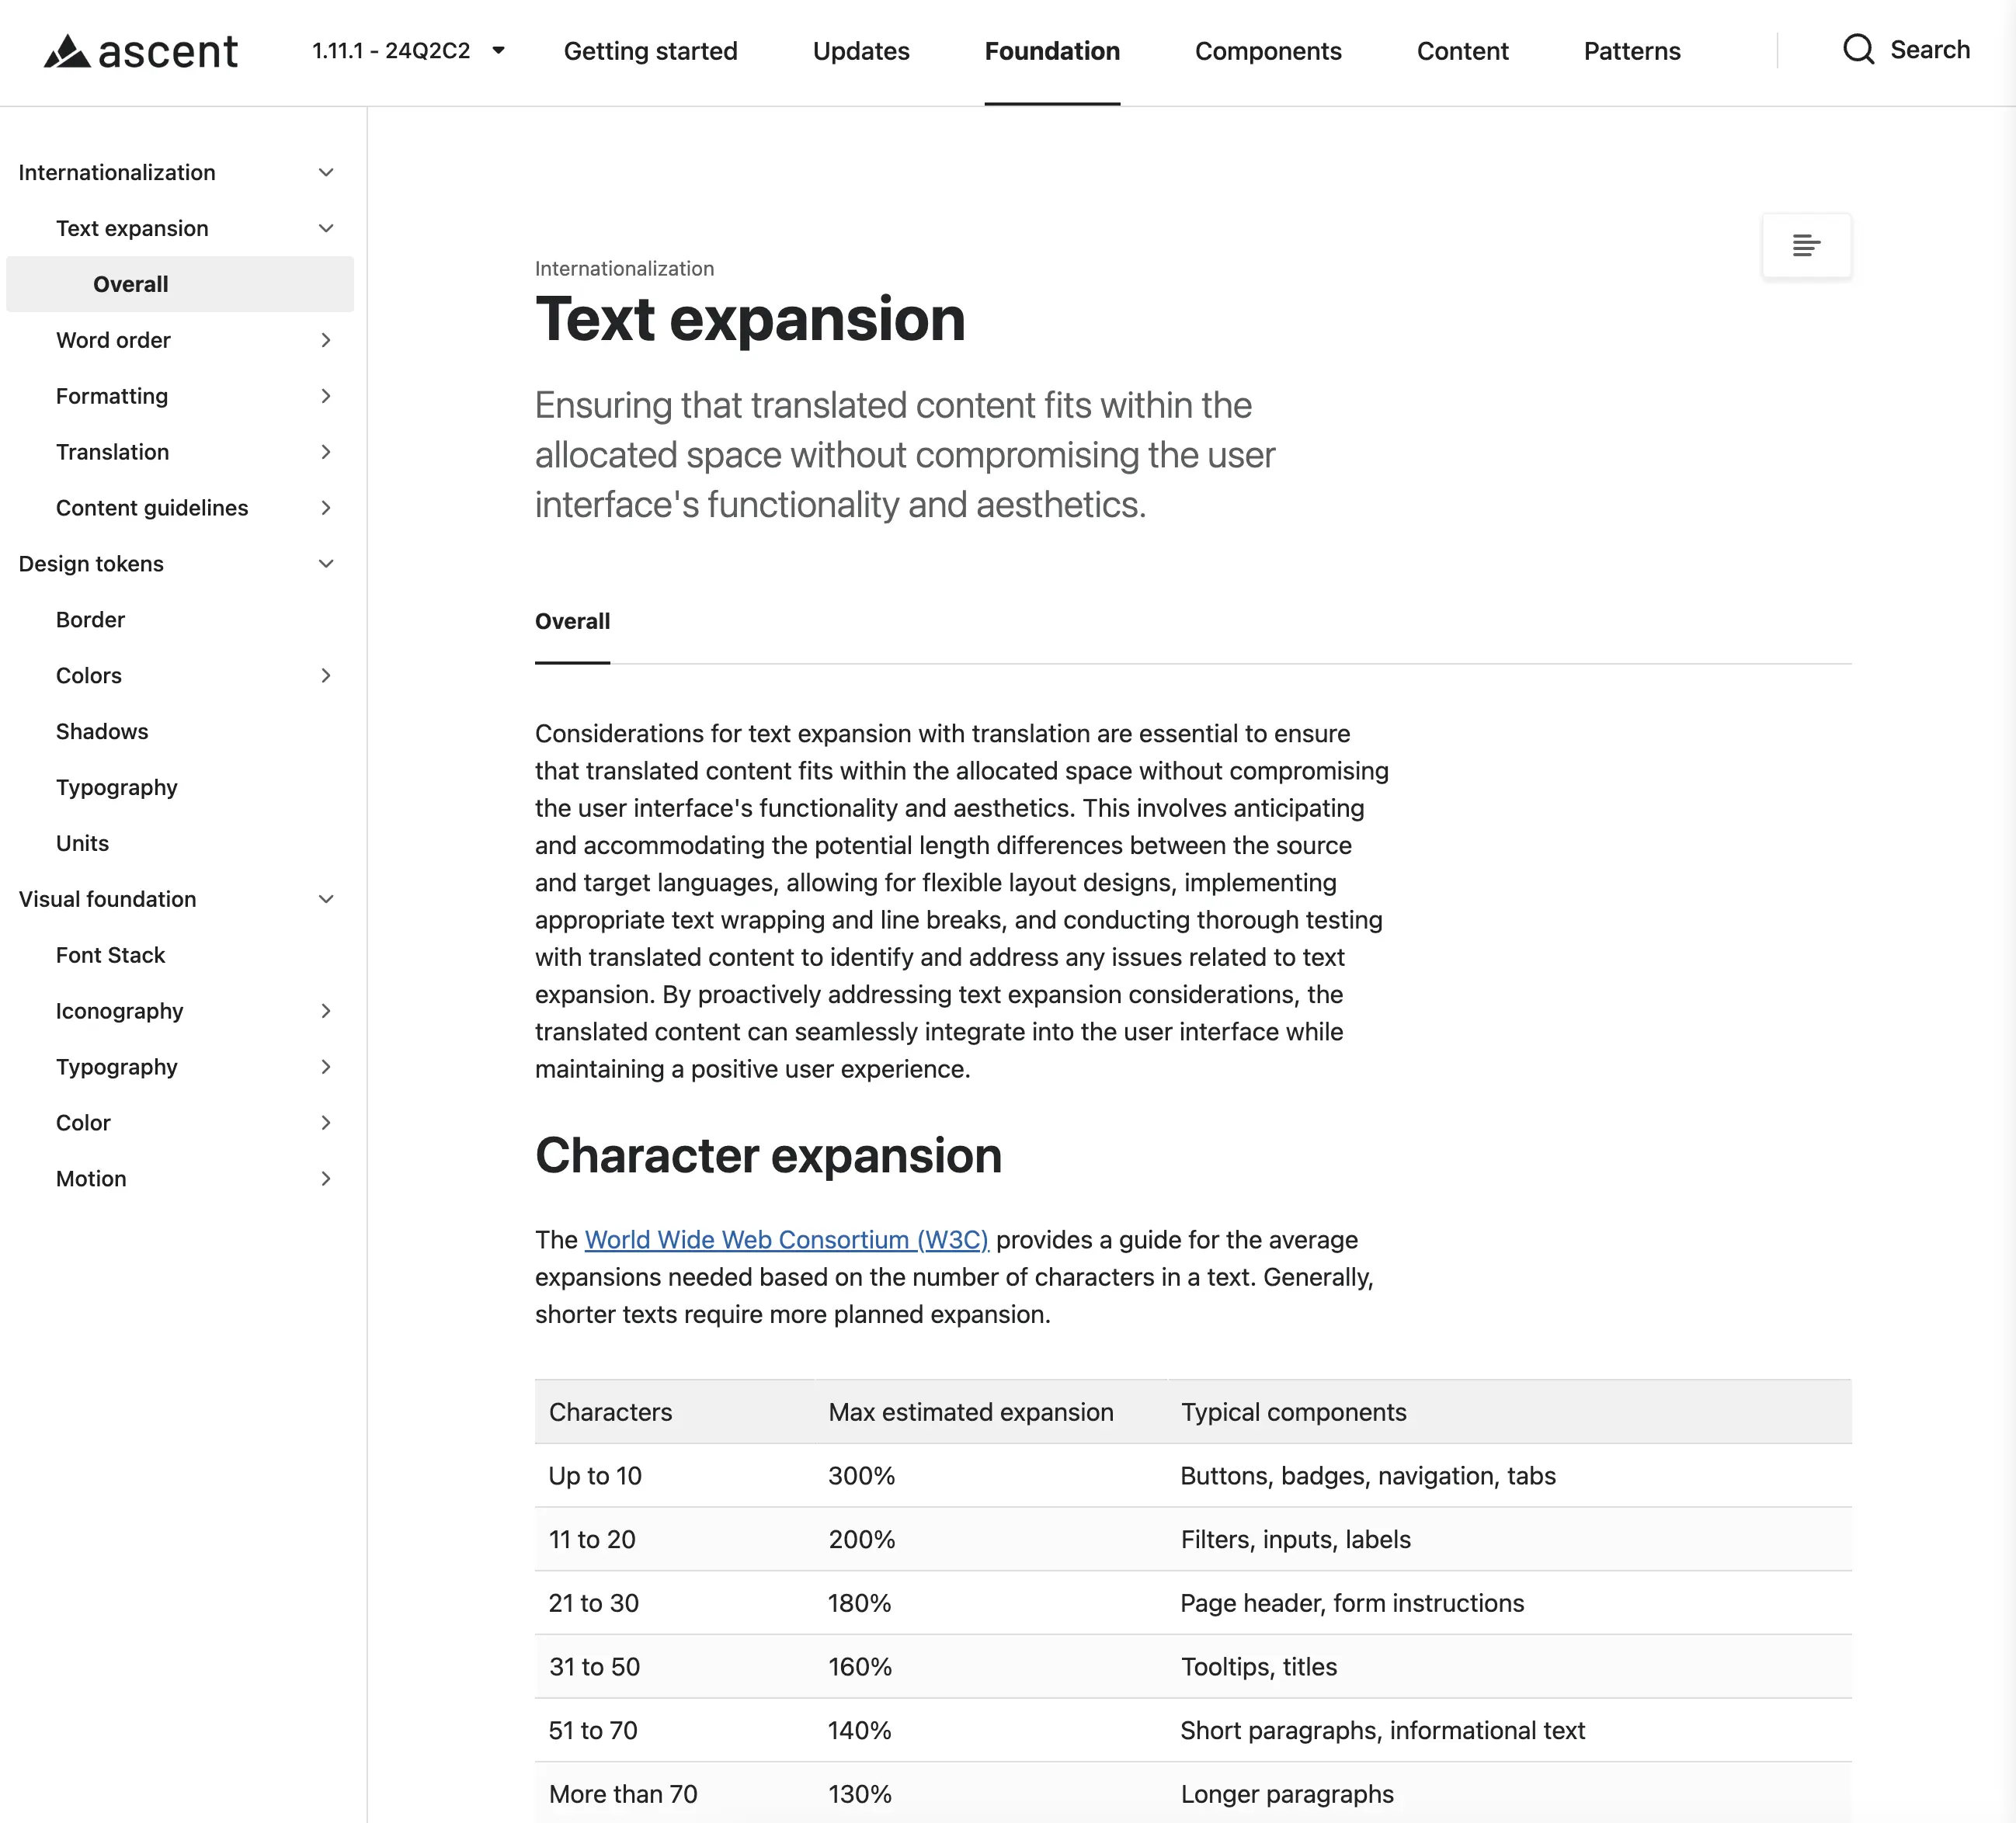 ascent
1.11.1 - 24Q2C2
Getting started
Updates
Foundation
Components
Content
Patterns
Search
Internationalization
Text expansion
Overall
Word order
Formatting
Translation
Content guidelines
Design tokens
Border
Colors
Shadows
Typography
Units
Visual foundation
Font Stack
Iconography
Typography
Color
Motion
Internationalization
Text expansion
Ensuring that translated content fits within the
allocated space without compromising the user
interface's functionality and aesthetics.
Overall
Considerations for text expansion with translation are essential to ensure
that translated content fits within the allocated space without compromising
the user interface's functionality and aesthetics. This involves anticipating
and accommodating the potential length differences between the source
and target languages, allowing for flexible layout designs, implementing
appropriate text wrapping and line breaks, and conducting thorough testing
with translated content to identify and address any issues related to text
expansion. By proactively addressing text expansion considerations, the
translated content can seamlessly integrate into the user interface while
maintaining a positive user experience.
Character expansion
The World Wide Web Consortium (W3C) provides a guide for the average
expansions needed based on the number of characters in a text. Generally,
shorter texts require more planned expansion.
Characters Max estimated expansion Typical components
Up to 10 300% Buttons, badges, navigation, tabs
11 to 20 200% Filters, inputs, labels
21 to 30 180% Page header, form instructions
31 to 50 160% Tooltips, titles
51 to 70 140% Short paragraphs, informational text
More than 70 130% Longer paragraphs